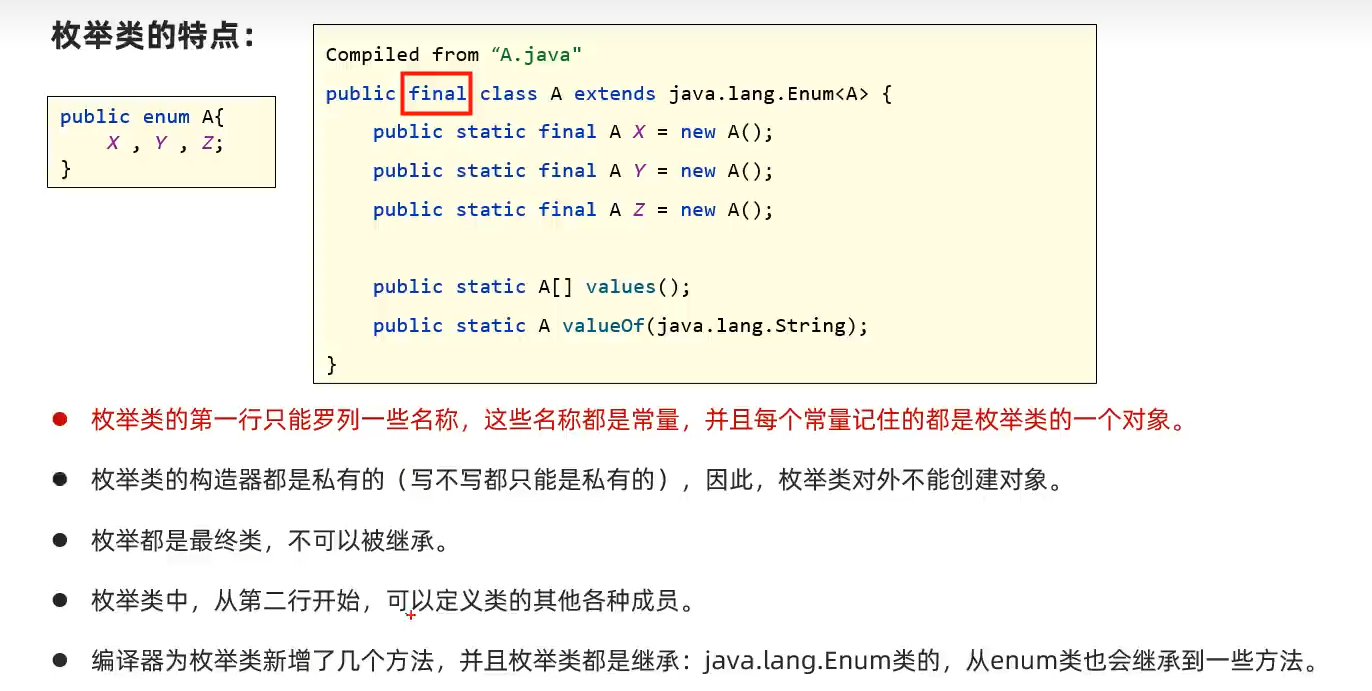 枚举类的特点：
public enum A{
X , Y , Z;
}
Compiled from “A.java"
public final class A extends java.lang.Enum<A> {
public static final A X = new A();
public static final A Y = new A();
public static final A Z = new A();
public static A[] values();
public static A valueOf(java.lang.String);
}
● 枚举类的第一行只能罗列一些名称，这些名称都是常量，并且每个常量记住的都是枚举类的一个对象。
● 枚举类的构造器都是私有的（写不写都只能是私有的），因此，枚举类对外不能创建对象。
● 枚举都是最终类，不可以被继承。
● 枚举类中，从第二行开始，可以定义类的其他各种成员。
● 编译器为枚举类新增了几个方法，并且枚举类都是继承：java.lang.Enum类的，从enum类也会继承到一些方法。